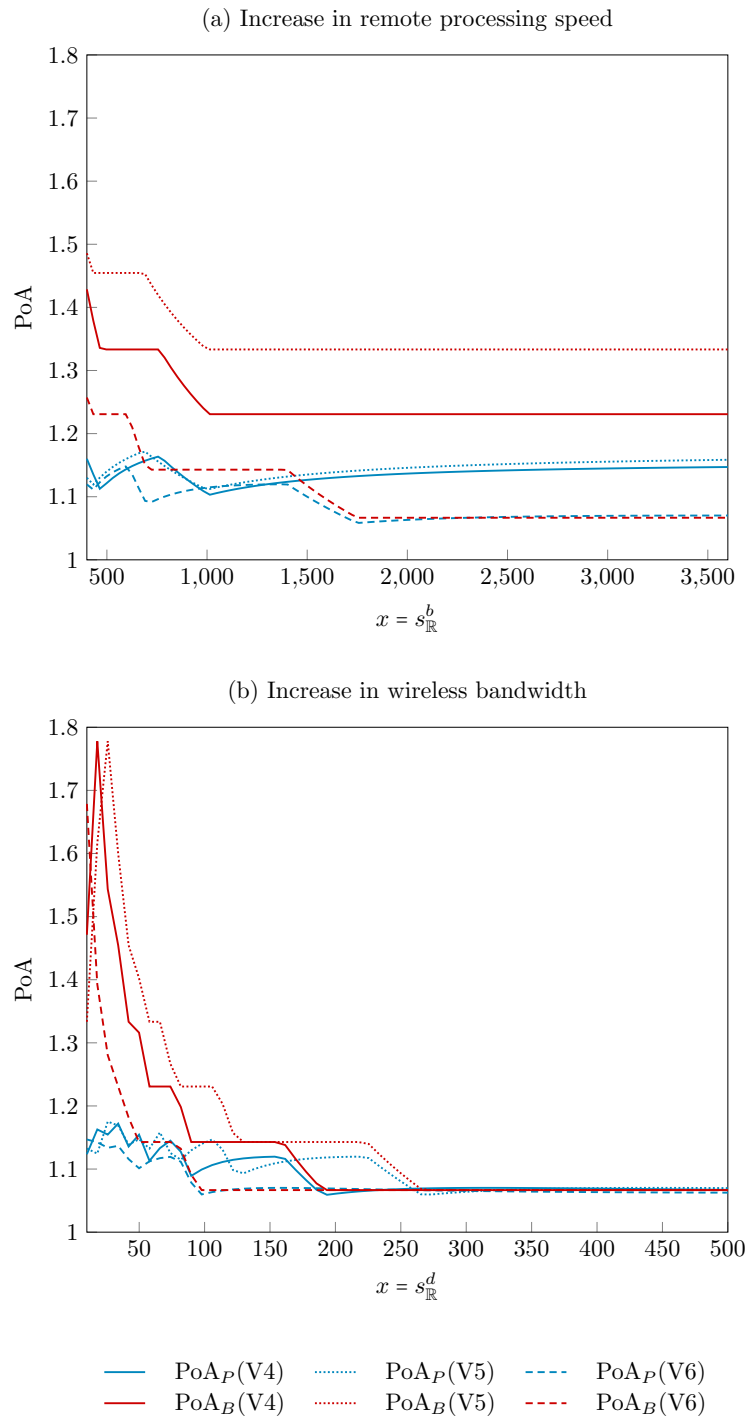 (a) Increase in remote processing speed
1.8
1.7
1.6
1.5
1.4
1.3
1.2
1.1
1
PoA
500 1,000 1,500 2,000 2,500 3,000 3,500
x = s^b_ℝ
(b) Increase in wireless bandwidth
1.8
1.7
1.6
1.5
1.4
1.3
1.2
1.1
1
PoA
50 100 150 200 250 300 350 400 450 500
x = s^d_ℝ
PoA_P(V4) PoA_P(V5) PoA_P(V6)
PoA_B(V4) PoA_B(V5) PoA_B(V6)